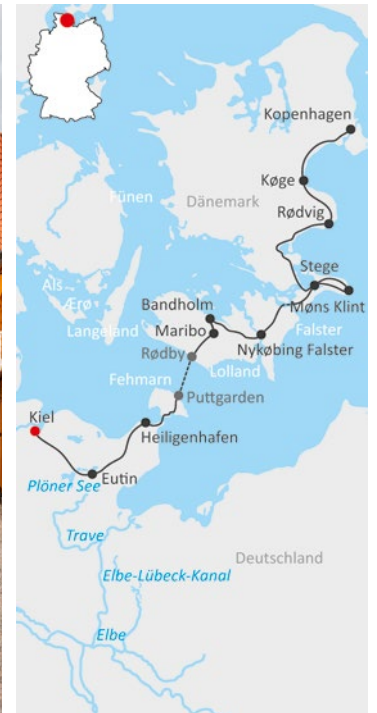 Kopenhagen
Køge
Dänemark
Fünen
Rødvig
Stege
Als
Ærø
Bandholm
Møns Klint
Langeland
Maribo
Falster
Nykøbing Falster
Rødby
Lolland
Fehmarn
Puttgarden
Kiel
Heiligenhafen
Eutin
Plöner See
Trave
Deutschland
Elbe-Lübeck-Kanal
Elbe